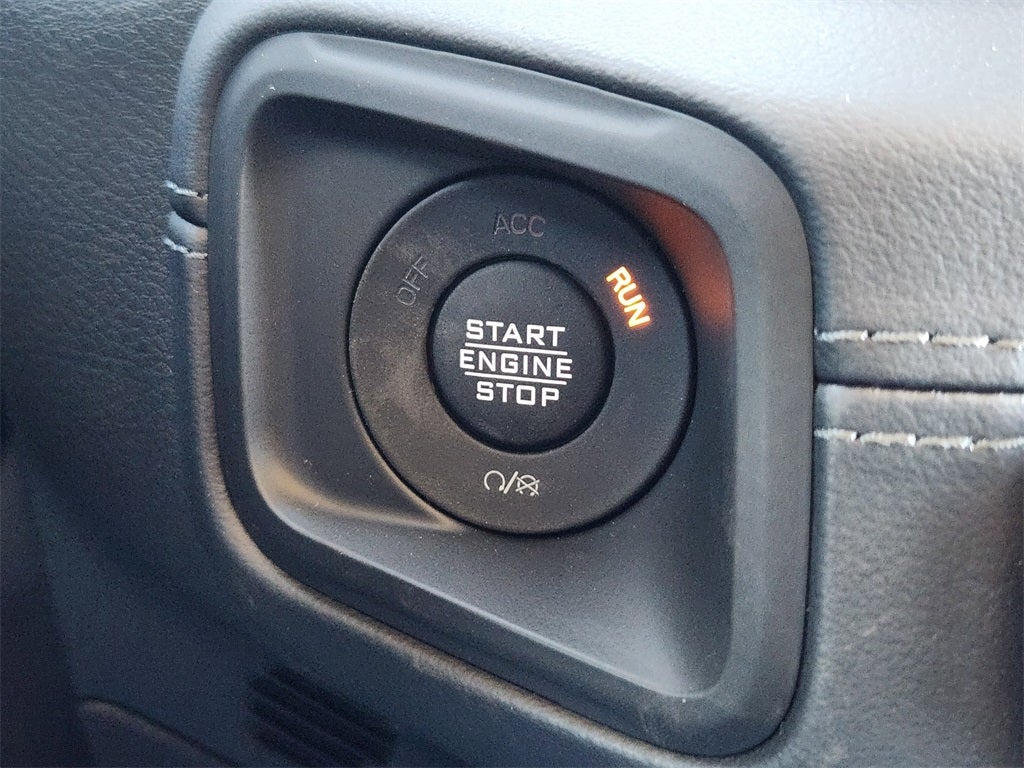 ACC
OFF
RUN
START
ENGINE
STOP